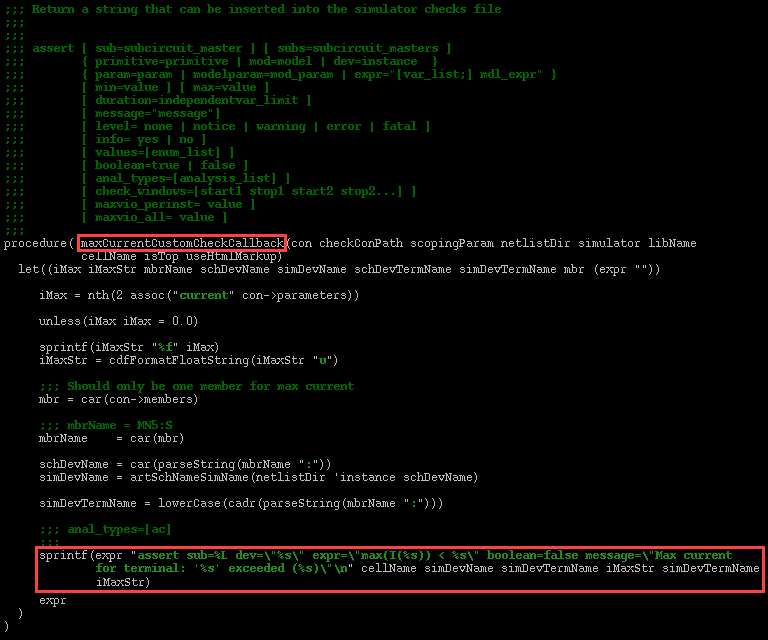 ;;; Return a string that can be inserted into the simulator checks file
;;;
;;;
;;; assert [ sub=subcircuit_master ] [ subs=subcircuit_masters ]
;;;        { primitive=primitive | mod=model | dev=instance  }
;;;        { param=param | modelparam=mod_param | expr="[var_list;] mdl_expr" }
;;;        [ min=value ] [ max=value ]
;;;        [ duration=independentvar_limit ]
;;;        [ message="message"]
;;;        [ level= none | notice | warning | error | fatal ]
;;;        [ info= yes | no ]
;;;        [ values=[enum_list] ]
;;;        [ boolean=true | false ]
;;;        [ anal_types=[analysis_list] ]
;;;        [ check_windows=[start1 stop1 start2 stop2...] ]
;;;        [ maxvio_perinst= value ]
;;;        [ maxvio_all= value ]
;;;
procedure( maxCurrentCustomCheckCallback(con checkConPath scopingParam netlistDir simulator libName
           cellName isTop useHtmlMarkup)
  let((iMax iMaxStr mbrName schDevName simDevName schDevTermName simDevTermName mbr (expr ""))
     iMax = nth(2 assoc("current" con->parameters))
     unless(iMax iMax = 0.0)
     sprintf(iMaxStr "%f" iMax)
     iMaxStr = cdfFormatFloatString(iMaxStr "u")
     ;;; Should only be one member for max current
     mbr = car(con->members)
     ;;; mbrName = MN5:S
     mbrName    = car(mbr)
     schDevName = car(parseString(mbrName ":"))
     simDevName = artSchNameSimName(netlistDir 'instance schDevName)
     simDevTermName = lowerCase(cadr(parseString(mbrName ":")))
     ;;; anal_types=[ac]
     ;;;
     sprintf(expr "assert sub=%L dev=\"%s\" expr=\"max(I(%s)) < %s\" boolean=false message=\"Max current
             for terminal: '%s' exceeded (%s)\"\n" cellName simDevName simDevTermName iMaxStr simDevTermName
             iMaxStr)
     expr
  )
)